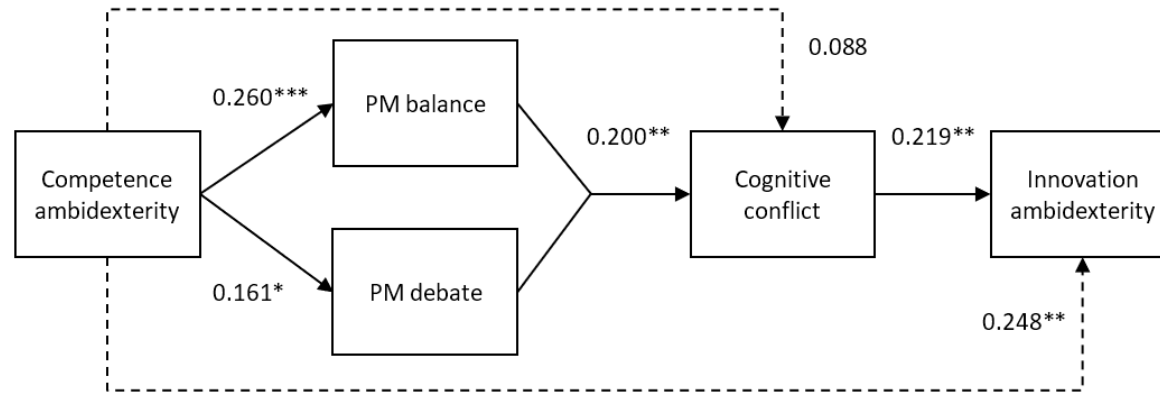 0.088
0.260***
PM balance
0.200**
0.219**
Competence
ambidexterity
Cognitive
conflict
Innovation
ambidexterity
0.161*
PM debate
0.248**